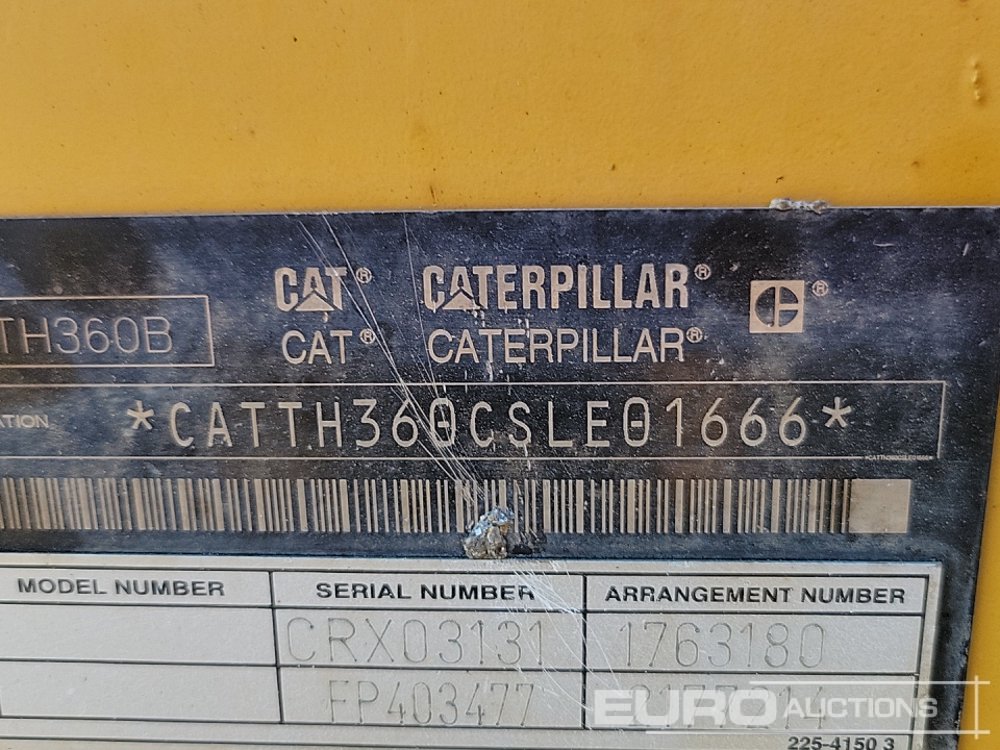 CAT® CATERPILLAR® ®
TH360B CAT® CATERPILLAR®
ATION *CATTH360CSLE01666*
*CATTH360CSLE01666*
MODEL NUMBER SERIAL NUMBER ARRANGEMENT NUMBER
CRX03131 1763180
FP403477
EURO AUCTIONS
225-4150 3